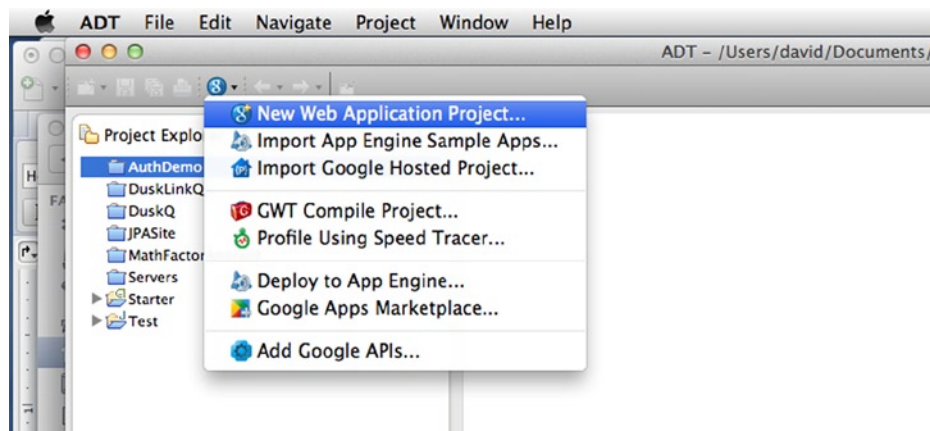 ADT File Edit Navigate Project Window Help
ADT – /Users/david/Documents/
Project Explo
New Web Application Project...
Import App Engine Sample Apps...
Import Google Hosted Project...
GWT Compile Project...
Profile Using Speed Tracer...
Deploy to App Engine...
Google Apps Marketplace...
Add Google APIs...
AuthDemo
DuskLinkQ
DuskQ
JPASite
MathFactor
Servers
Starter
Test
H
FA